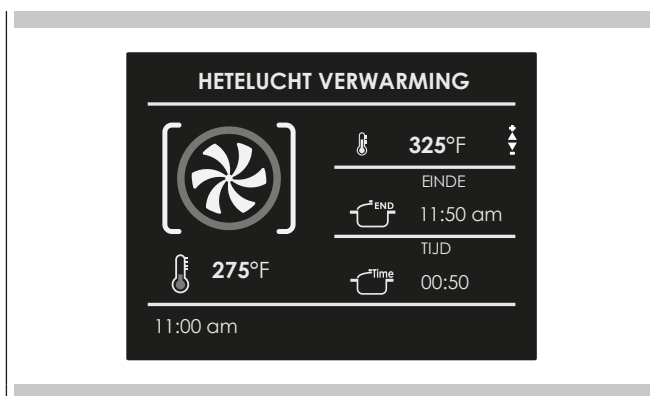 HETELUCHT VERWARMING
325°F
EINDE
END 11:50 am
275°F
TIJD
Time 00:50
11:00 am